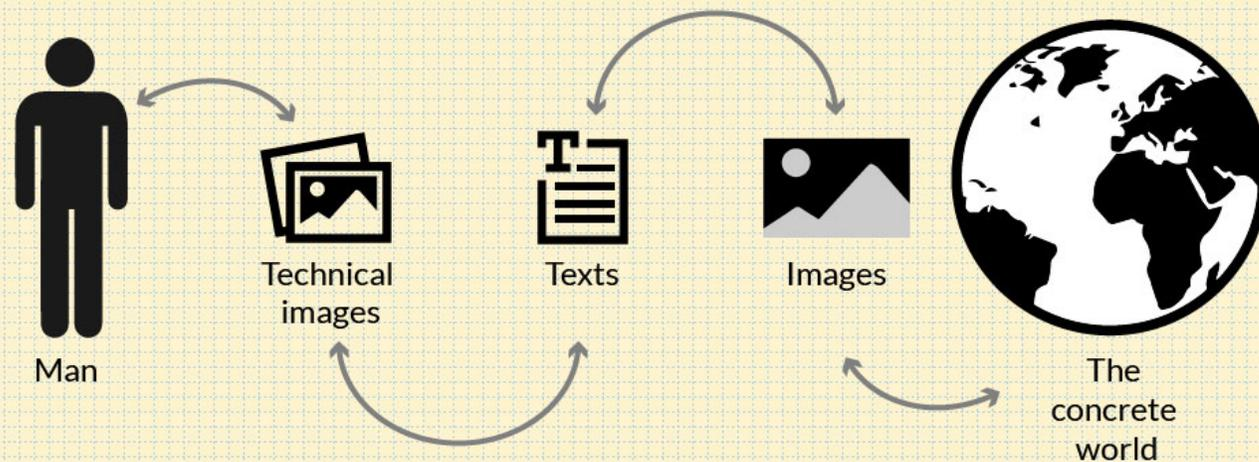 Man
Technical
images
Texts
Images
The
concrete
world